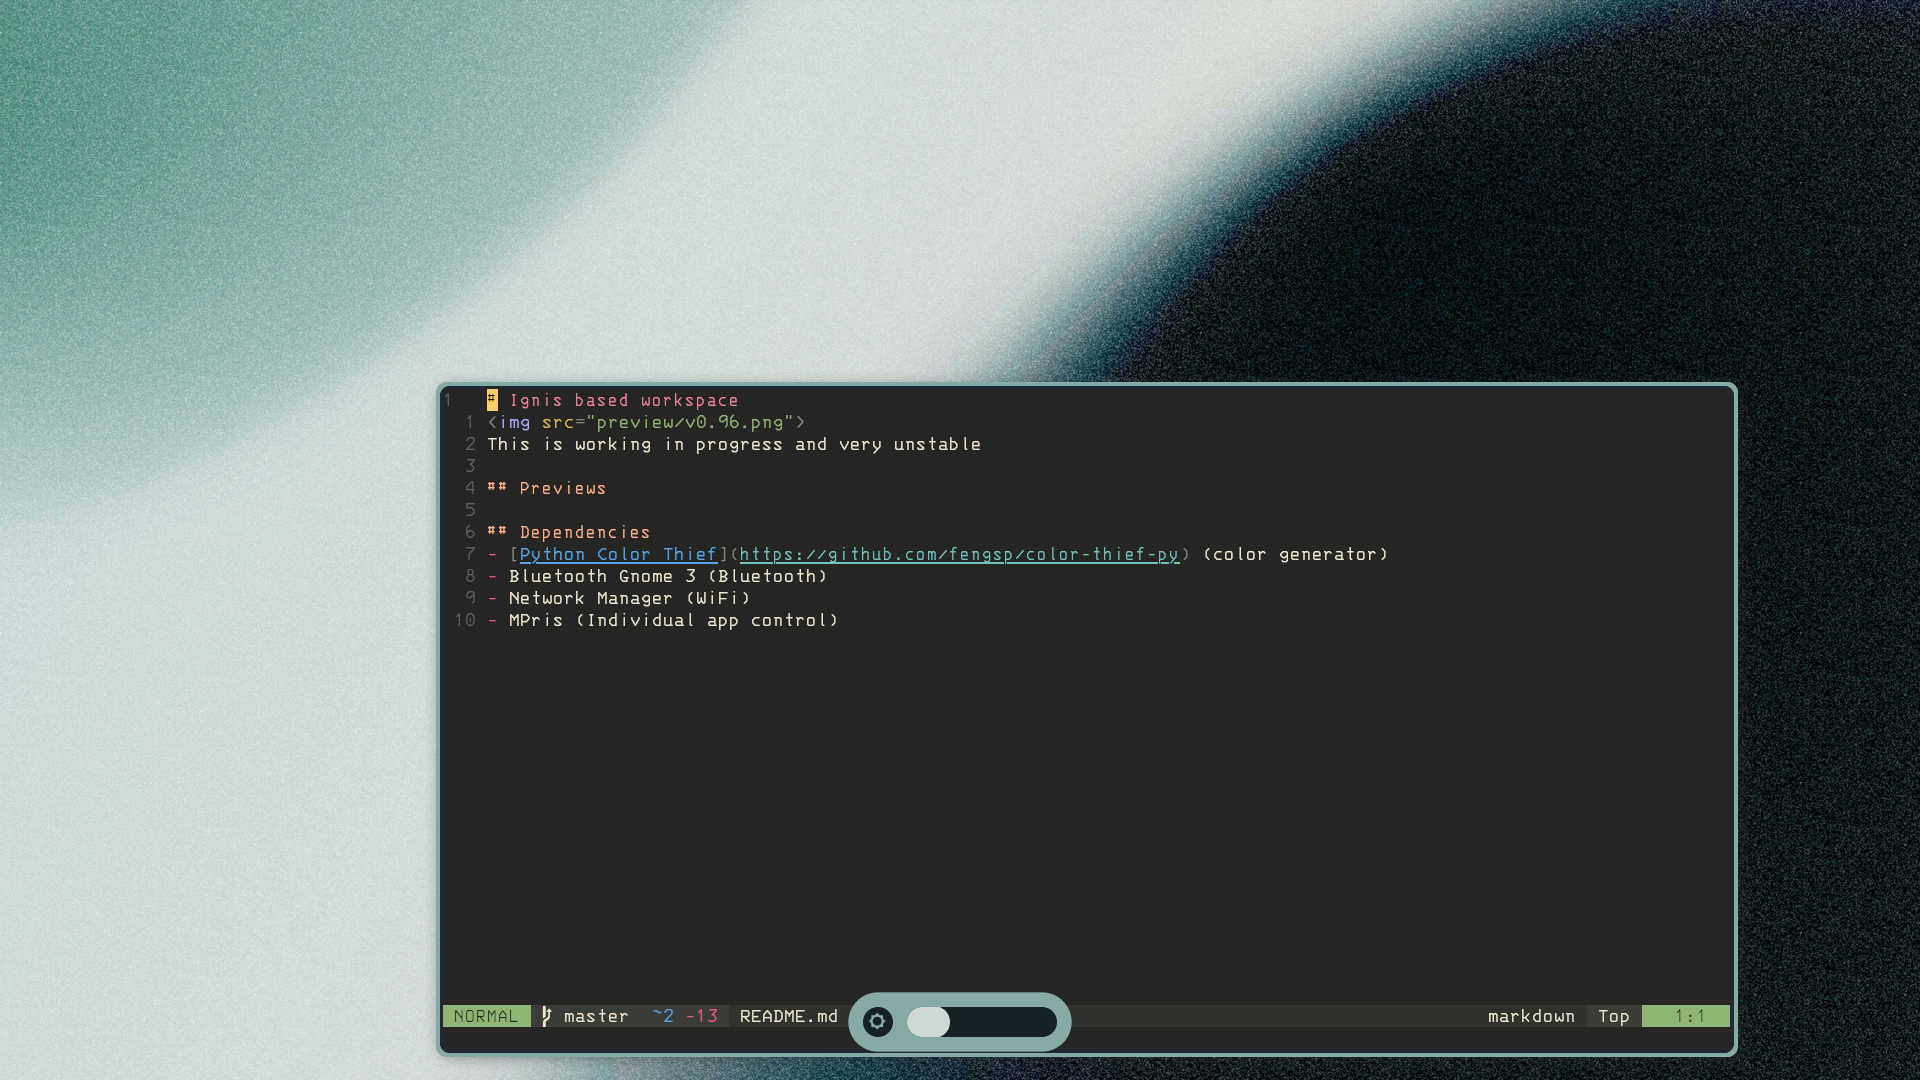 1 # Ignis based workspace
1 <img src="preview/v0.96.png">
2 This is working in progress and very unstable
3
4 ## Previews
5
6 ## Dependencies
7 - [Python Color Thief](https://github.com/fengsp/color-thief-py) (color generator)
8 - Bluetooth Gnome 3 (Bluetooth)
9 - Network Manager (WiFi)
10 - MPris (Individual app control)
NORMAL master ~2 -13 README.md markdown Top 1:1